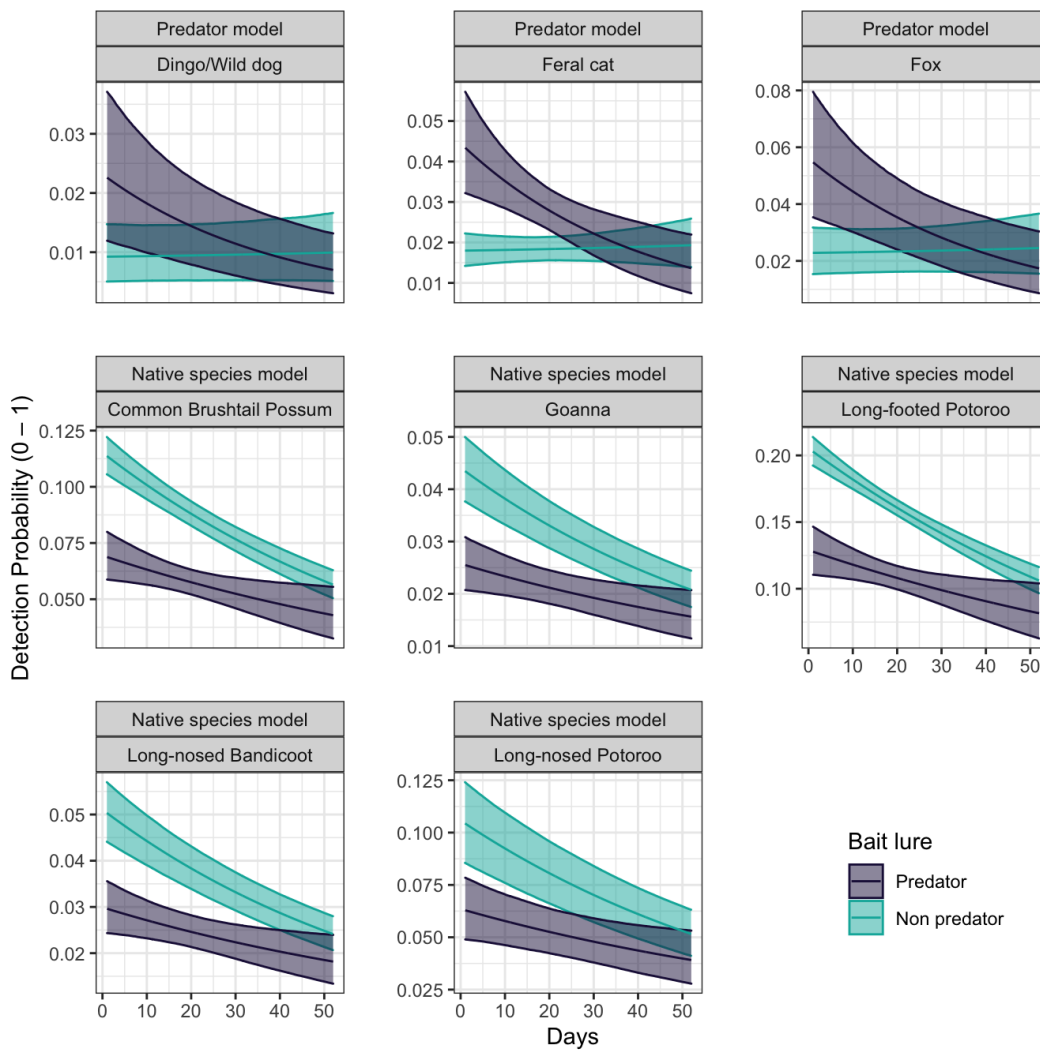 Predator model
Dingo/Wild dog
0.03
0.02
0.01
Predator model
Feral cat
0.05
0.04
0.03
0.02
0.01
Predator model
Fox
0.08
0.06
0.04
0.02
Detection Probability (0 – 1)
Native species model
Common Brushtail Possum
0.125
0.100
0.075
0.050
Native species model
Goanna
0.05
0.04
0.03
0.02
0.01
Native species model
Long-footed Potoroo
0.20
0.15
0.10
0 10 20 30 40 50
Native species model
Long-nosed Bandicoot
0.05
0.04
0.03
0.02
0 10 20 30 40 50
Native species model
Long-nosed Potoroo
0.125
0.100
0.075
0.050
0.025
0 10 20 30 40 50
Days
Bait lure
Predator
Non predator